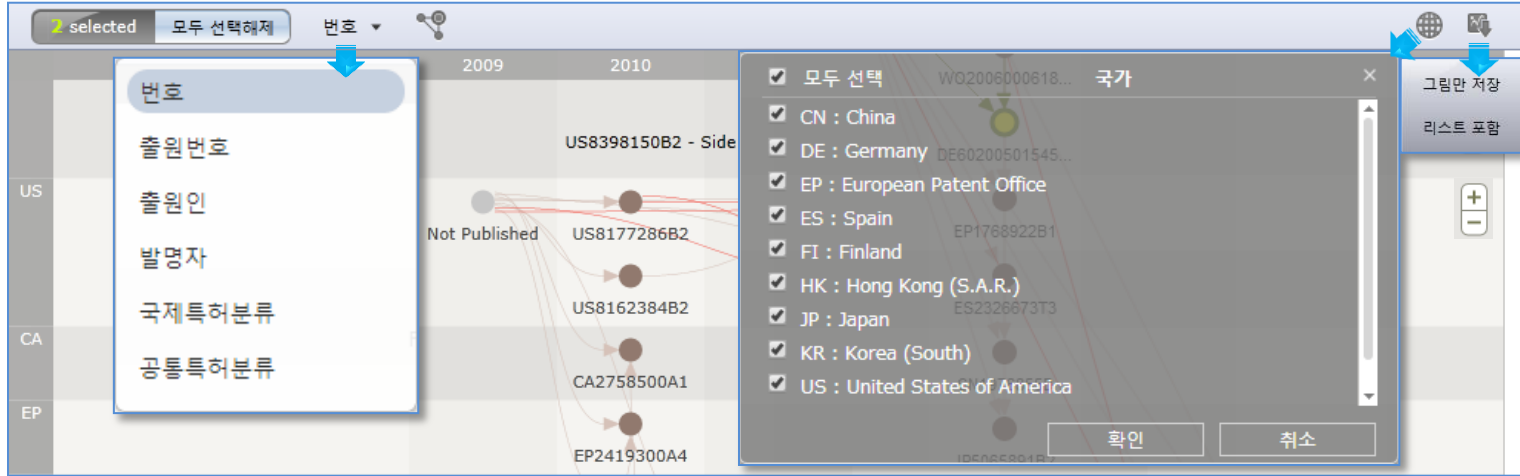 2 selected 모두 선택해제 번호
2009 2010
번호
출원번호
출원인
발명자
국제특허분류
공통특허분류
US
CA
EP
US8398150B2 - Side
Not Published
US8177286B2
US8162384B2
CA2758500A1
EP2419300A4
모두 선택 WO2006000618... 국가 ×
CN : China
DE : Germany DE60200501545...
EP : European Patent Office
ES : Spain
EP1768922B1
FI : Finland
HK : Hong Kong (S.A.R.)
ES2326673T3
JP : Japan
KR : Korea (South)
US : United States of America
확인 취소
JP5065891B2
그림만 저장
리스트 포함
+
−